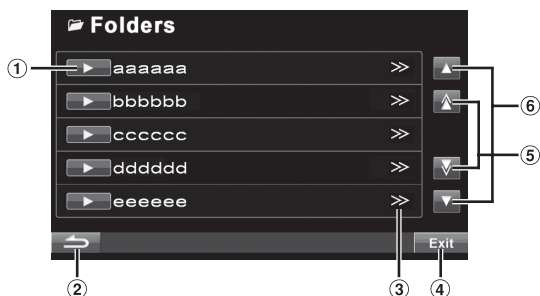 Folders
① aaaaaa >>
bbbbbb >>
cccccc >>
dddddd >>
eeeeee >>
⑥
⑤
Exit
② ③ ④